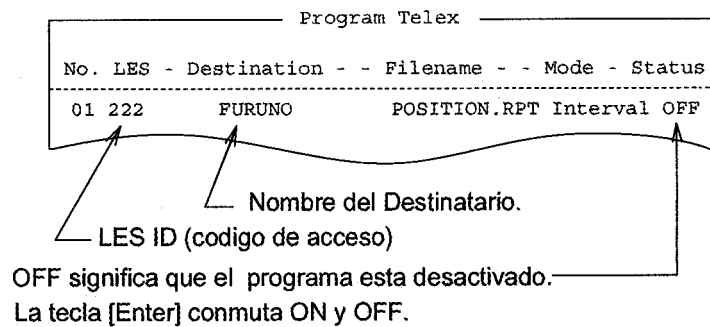 Program Telex
No. LES - Destination - - Filename - - Mode - Status
01 222 FURUNO POSITION.RPT Interval OFF
Nombre del Destinatario.
LES ID (codigo de acceso)
OFF significa que el programa esta desactivado.
La tecla [Enter] conmuta ON y OFF.